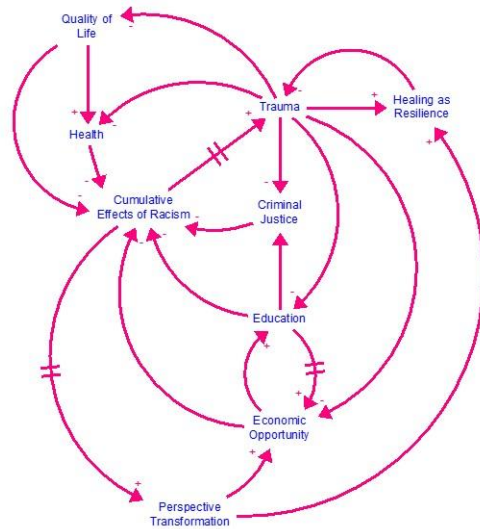 Quality of
Life
Trauma
Healing as
Resilience
Health
Cumulative
Effects of Racism
Criminal
Justice
Education
Economic
Opportunity
Perspective
Transformation